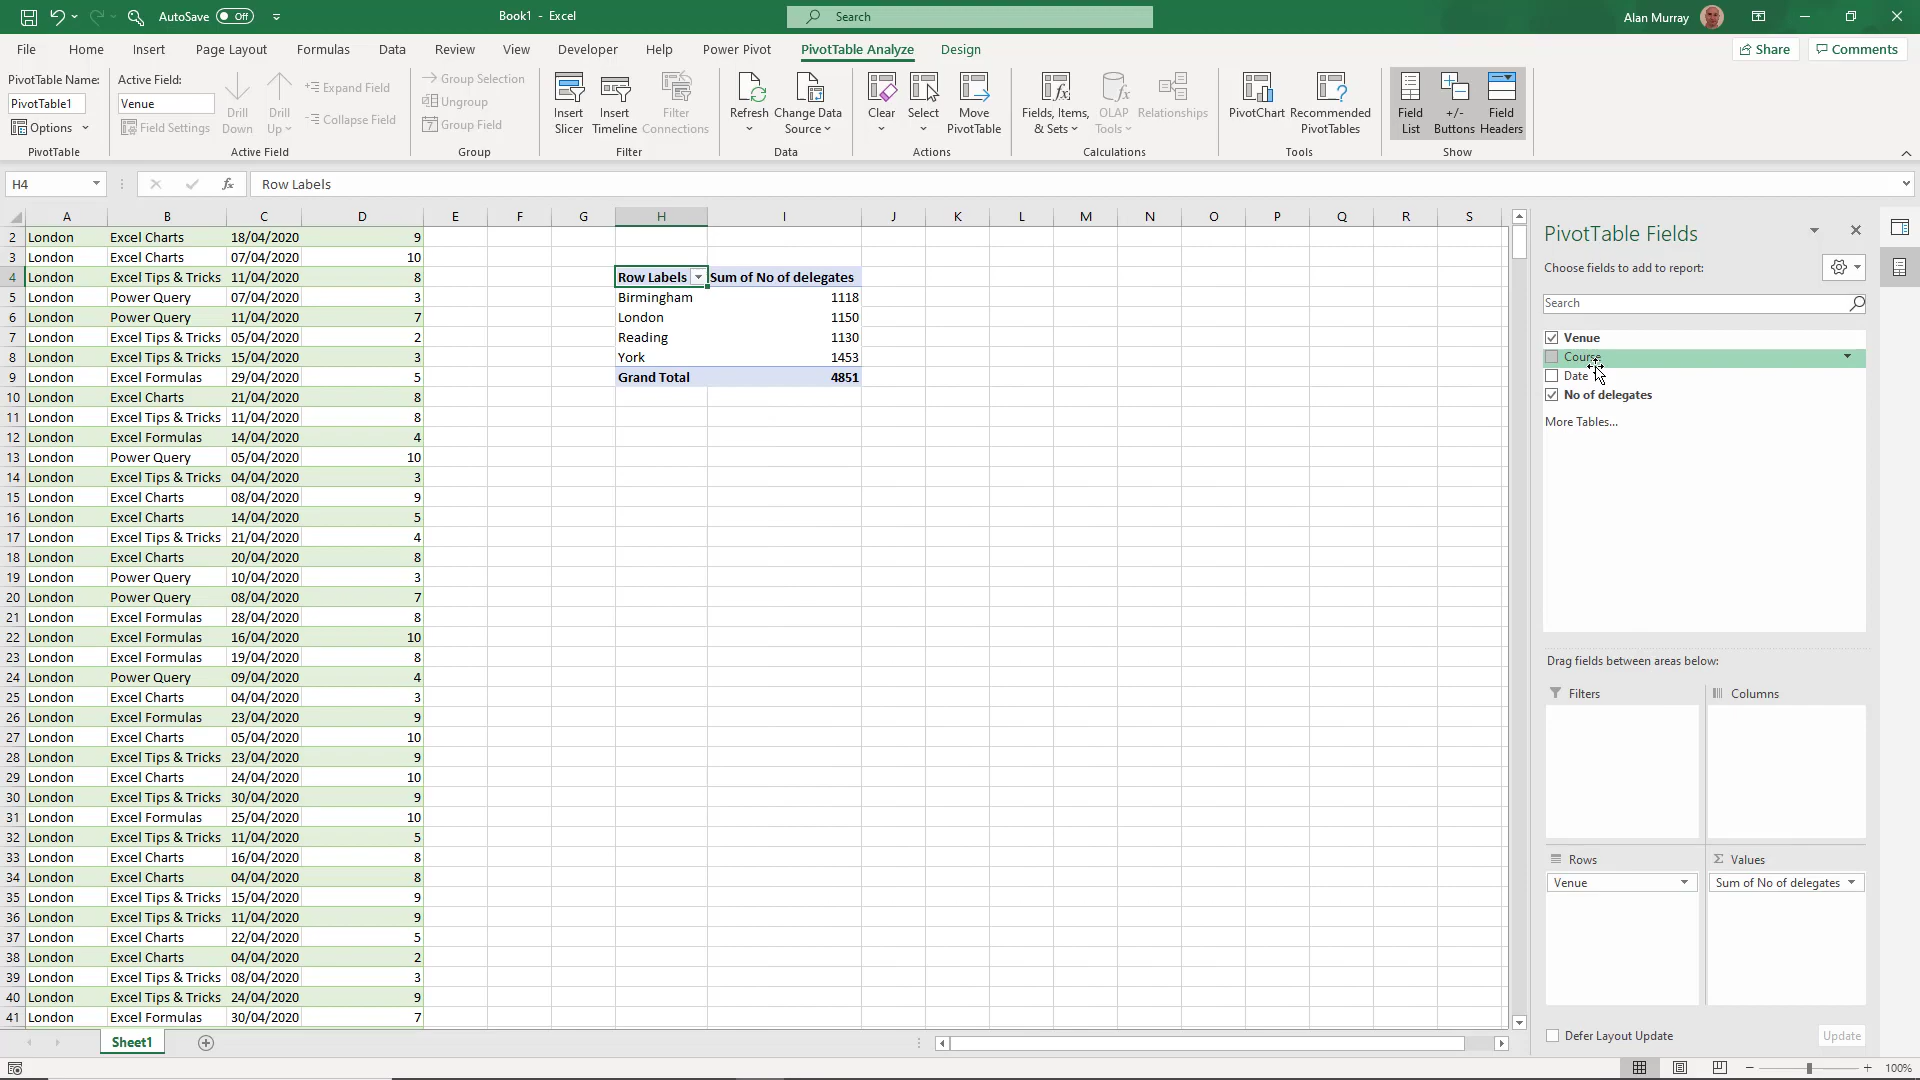 AutoSave Off Book1 - Excel Search Alan Murray
File Home Insert Page Layout Formulas Data Review View Developer Help Power Pivot PivotTable Analyze Design Share Comments
PivotTable Name:
PivotTable1
Options
PivotTable
Active Field:
Venue
Field Settings
Drill Down
Drill Up
Expand Field
Collapse Field
Active Field
Group Selection
Ungroup
Group Field
Group
Insert Slicer
Insert Timeline
Filter Connections
Filter
Refresh
Change Data Source
Data
Clear
Select
Move PivotTable
Actions
Fields, Items, & Sets
OLAP Tools
Relationships
Calculations
PivotChart
Recommended PivotTables
Tools
Field List
+/- Buttons
Field Headers
Show
H4 fx Row Labels
A B C D E F G H I J K L M N O P Q R S
2 London Excel Charts 18/04/2020 9
3 London Excel Charts 07/04/2020 10
4 London Excel Tips & Tricks 11/04/2020 8 Row Labels Sum of No of delegates
5 London Power Query 07/04/2020 3 Birmingham 1118
6 London Power Query 11/04/2020 7 London 1150
7 London Excel Tips & Tricks 05/04/2020 2 Reading 1130
8 London Excel Tips & Tricks 15/04/2020 3 York 1453
9 London Excel Formulas 29/04/2020 5 Grand Total 4851
10 London Excel Charts 21/04/2020 8
11 London Excel Tips & Tricks 11/04/2020 8
12 London Excel Formulas 14/04/2020 4
13 London Power Query 05/04/2020 10
14 London Excel Tips & Tricks 04/04/2020 3
15 London Excel Charts 08/04/2020 9
16 London Excel Charts 14/04/2020 5
17 London Excel Tips & Tricks 21/04/2020 4
18 London Excel Charts 20/04/2020 8
19 London Power Query 10/04/2020 3
20 London Power Query 08/04/2020 7
21 London Excel Formulas 28/04/2020 8
22 London Excel Formulas 16/04/2020 10
23 London Excel Formulas 19/04/2020 8
24 London Power Query 09/04/2020 4
25 London Excel Charts 04/04/2020 3
26 London Excel Formulas 23/04/2020 9
27 London Excel Charts 05/04/2020 10
28 London Excel Tips & Tricks 23/04/2020 9
29 London Excel Charts 24/04/2020 10
30 London Excel Tips & Tricks 30/04/2020 9
31 London Excel Formulas 25/04/2020 10
32 London Excel Tips & Tricks 11/04/2020 5
33 London Excel Charts 16/04/2020 8
34 London Excel Charts 04/04/2020 8
35 London Excel Tips & Tricks 15/04/2020 9
36 London Excel Tips & Tricks 11/04/2020 9
37 London Excel Charts 22/04/2020 5
38 London Excel Charts 04/04/2020 2
39 London Excel Tips & Tricks 08/04/2020 3
40 London Excel Tips & Tricks 24/04/2020 9
41 London Excel Formulas 30/04/2020 7
PivotTable Fields
Choose fields to add to report:
Search
Venue
Course
Date
No of delegates
More Tables...
Drag fields between areas below:
Filters Columns
Rows Σ Values
Venue Sum of No of delegates
Defer Layout Update Update
Sheet1
100%